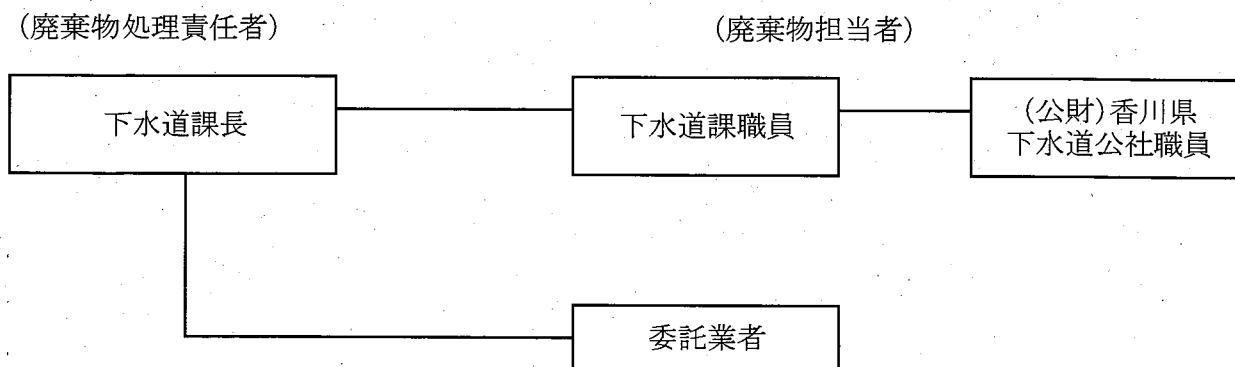 (廃棄物処理責任者)
(廃棄物担当者)
下水道課長
下水道課職員
(公財)香川県
下水道公社職員
委託業者